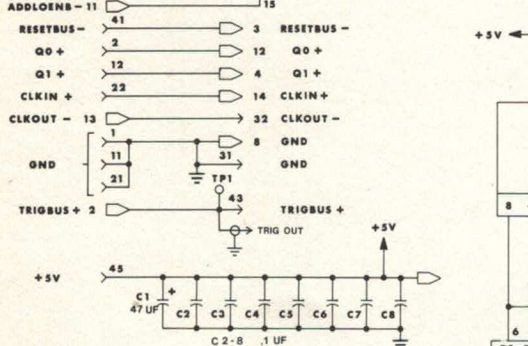 ADDLOENB - 11 15
RESETBUS - 41 3 RESETBUS -
+5V
Q0 + 2 12 Q0 +
Q1 + 12 4 Q1 +
CLKIN + 22 14 CLKIN +
CLKOUT - 13 32 CLKOUT -
1 8 GND
GND 11 31 GND
21 TP1
8
TRIGBUS + 2 43 TRIGBUS +
TRIG OUT
+5V
+5V 45
C1 + C2 C3 C4 C5 C6 C7 C8
47 UF
C 2-8 .1 UF
6